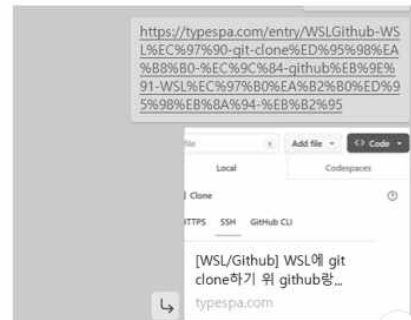 https://typespa.com/entry/WSLGithub-WS
L%EC%97%90-git-clone%ED%95%98%EA
%B8%B0-%EC%9C%84-github%EB%9E%
91-WSL%EC%97%B0%EA%B2%B0%ED%9
5%98%EB%8A%94-%EB%B2%95
file
Add file
<> Code
Local
Codespaces
Clone
HTTPS SSH GitHub CLI
[WSL/Github] WSL에 git
clone하기 위 github랑...
typespa.com